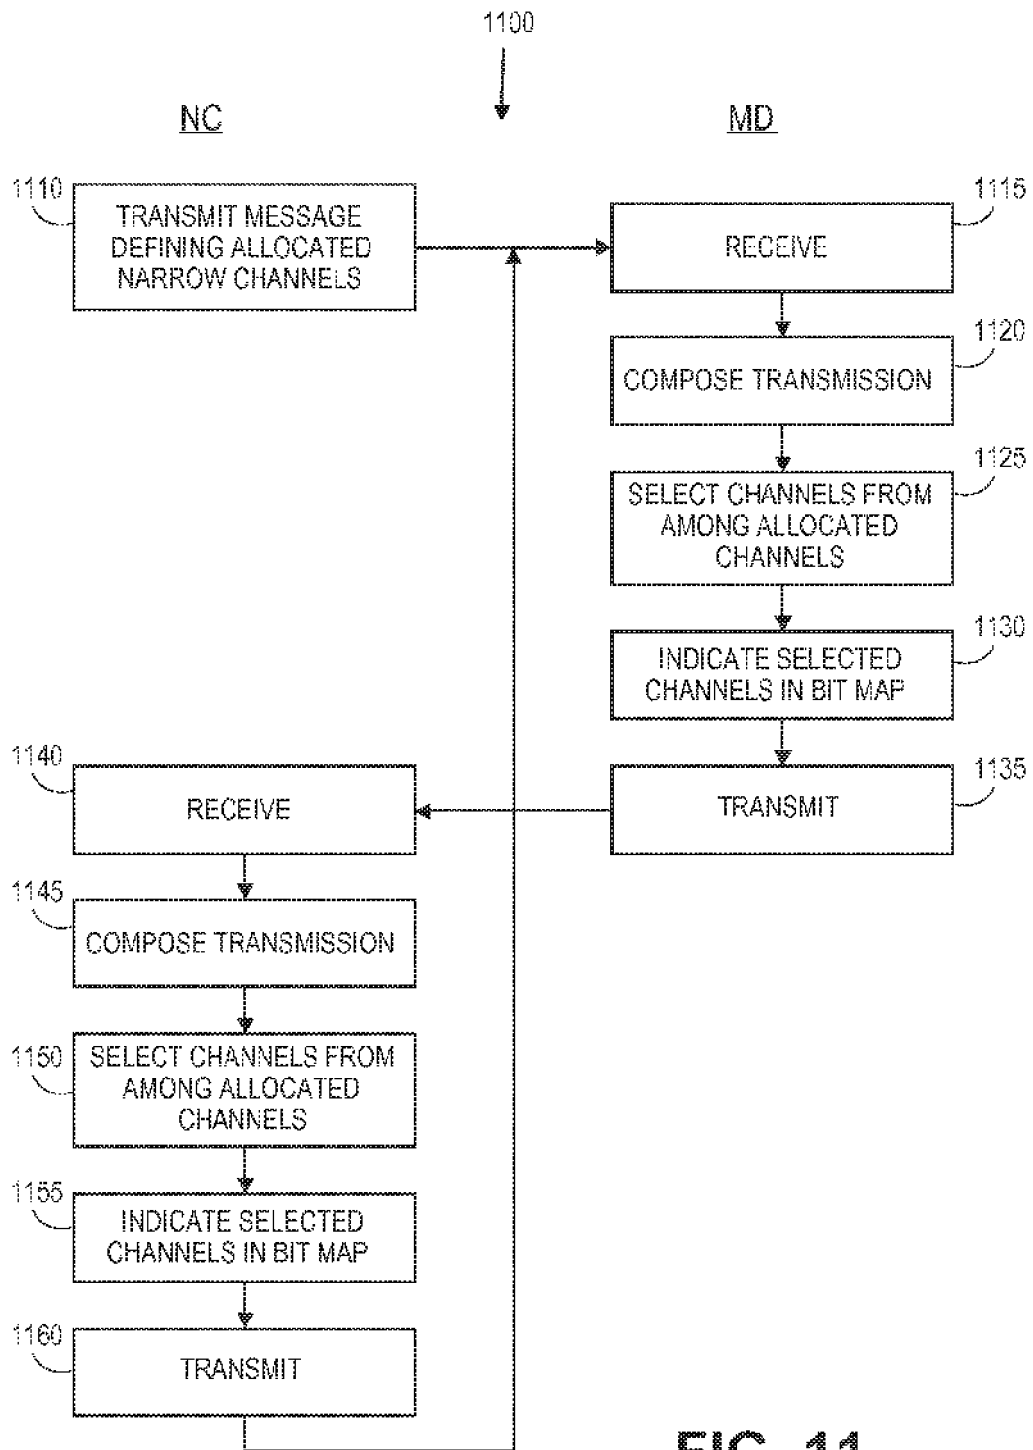 1100
NC
MD
1110
TRANSMIT MESSAGE
DEFINING ALLOCATED
NARROW CHANNELS
1115
RECEIVE
1120
COMPOSE TRANSMISSION
1125
SELECT CHANNELS FROM
AMONG ALLOCATED
CHANNELS
1130
INDICATE SELECTED
CHANNELS IN BIT MAP
1135
TRANSMIT
1140
RECEIVE
1145
COMPOSE TRANSMISSION
1150
SELECT CHANNELS FROM
AMONG ALLOCATED
CHANNELS
1155
INDICATE SELECTED
CHANNELS IN BIT MAP
1160
TRANSMIT
FIG. 11